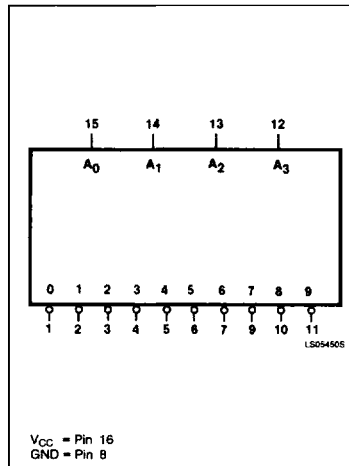 15 14 13 12
A0 A1 A2 A3
0 1 2 3 4 5 6 7 8 9
1 2 3 4 5 6 7 9 10 11
LS05450S
VCC = Pin 16
GND = Pin 8